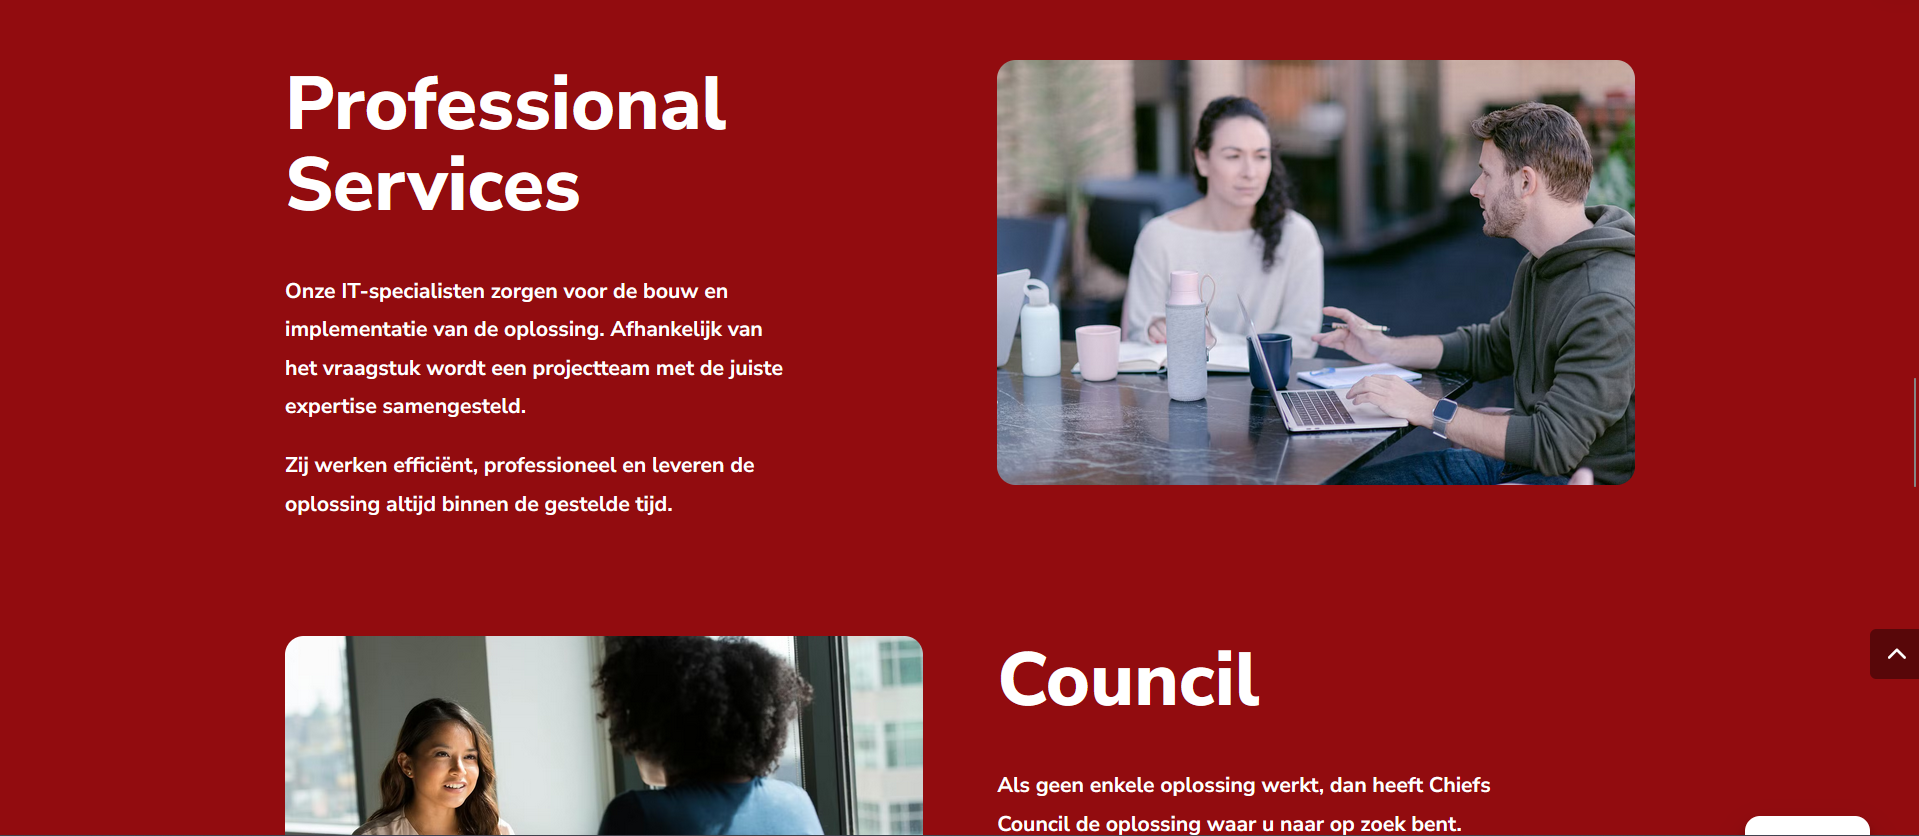 Professional
Services
Onze IT-specialisten zorgen voor de bouw en
implementatie van de oplossing. Afhankelijk van
het vraagstuk wordt een projectteam met de juiste
expertise samengesteld.
Zij werken efficiënt, professioneel en leveren de
oplossing altijd binnen de gestelde tijd.
Council
Als geen enkele oplossing werkt, dan heeft Chiefs
Council de oplossing waar u naar op zoek bent.